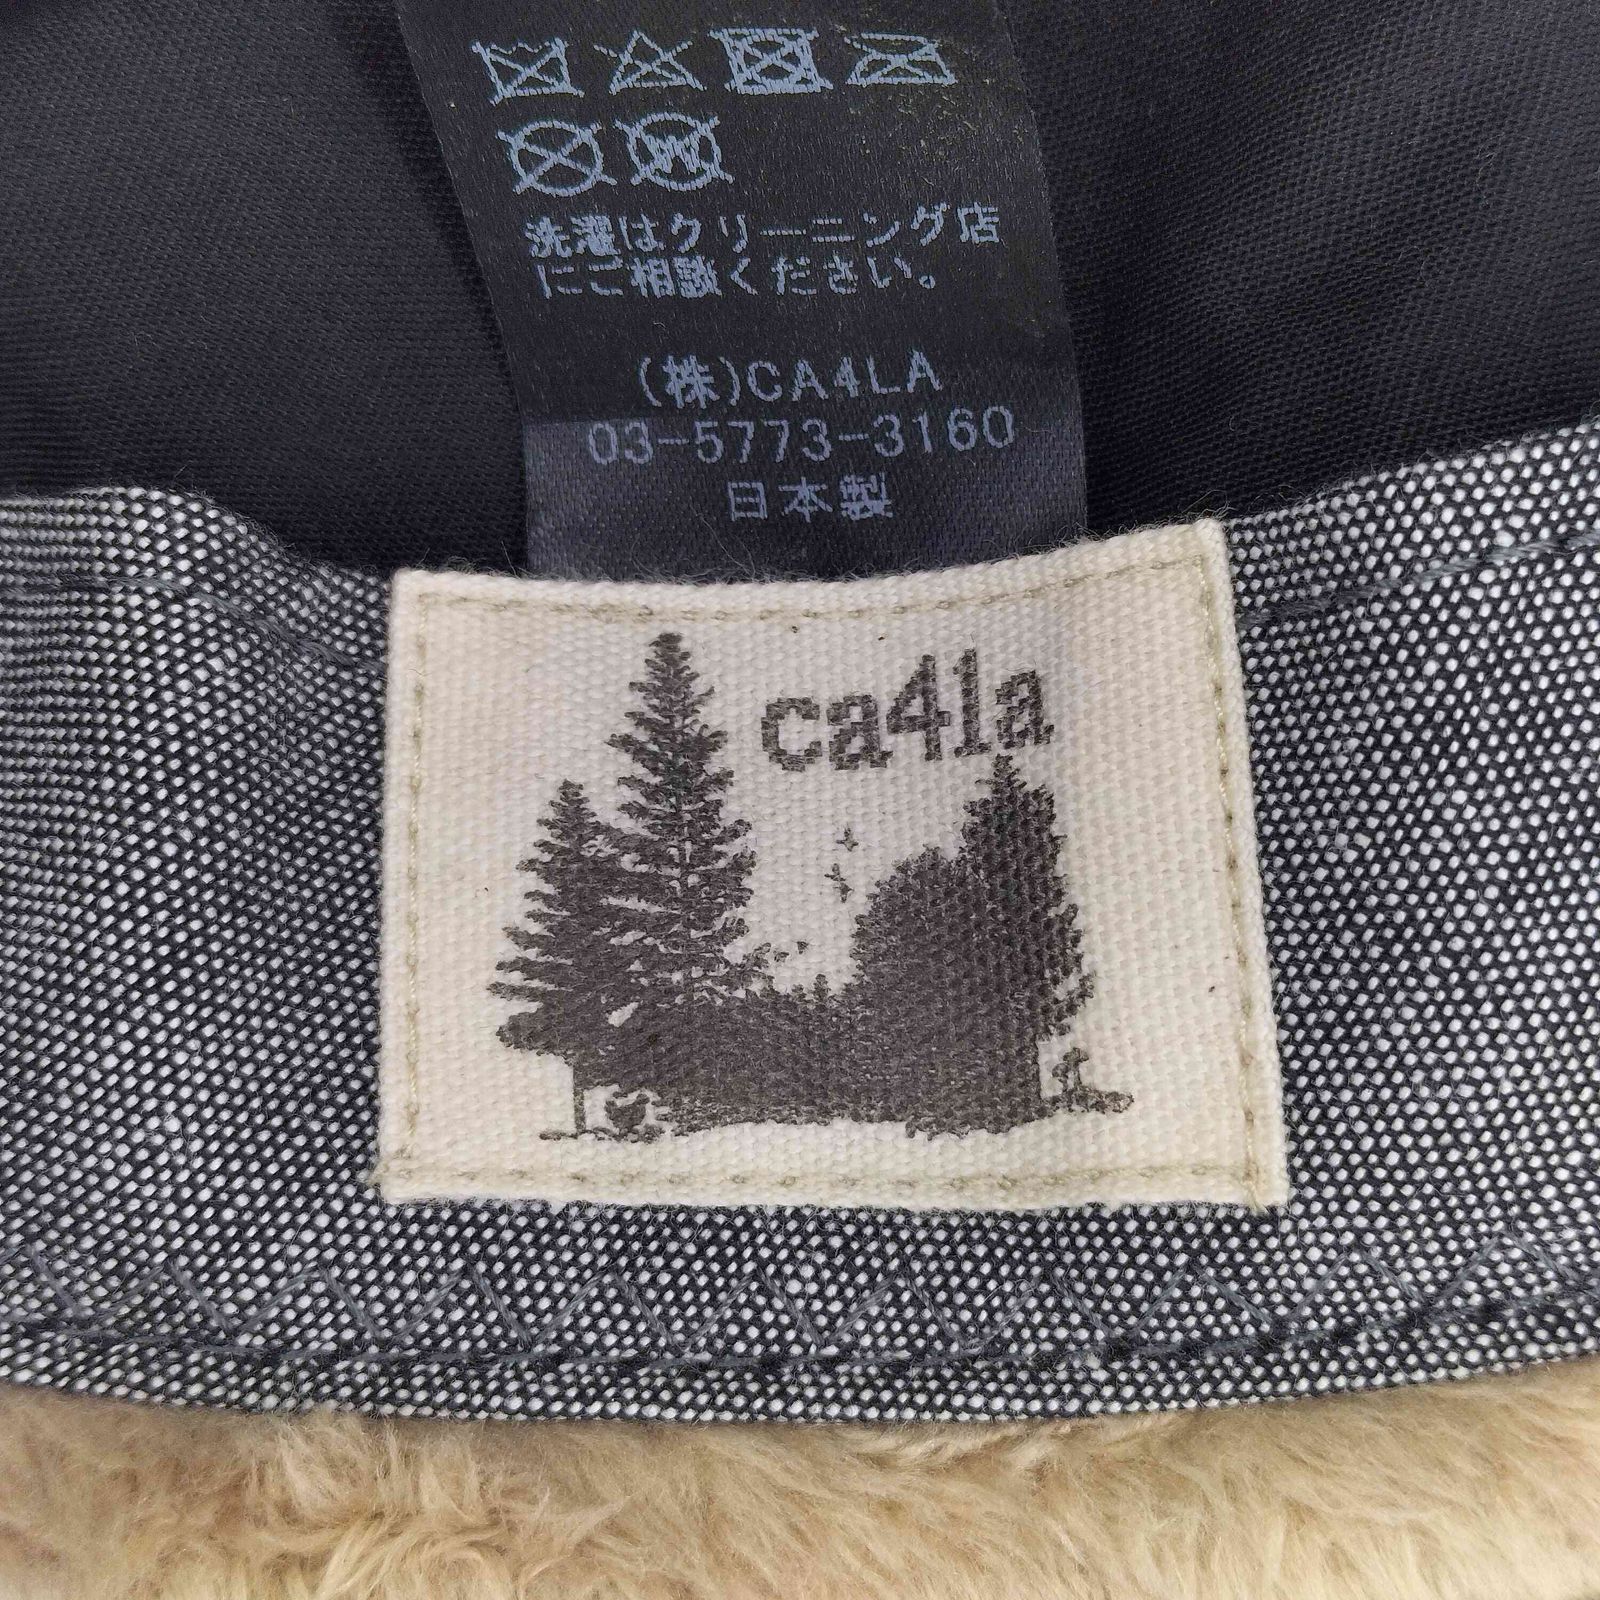 洗濯はクリーニング店
にご相談ください。
(株)CA4LA
03-5773-3160
日本製
ca4la